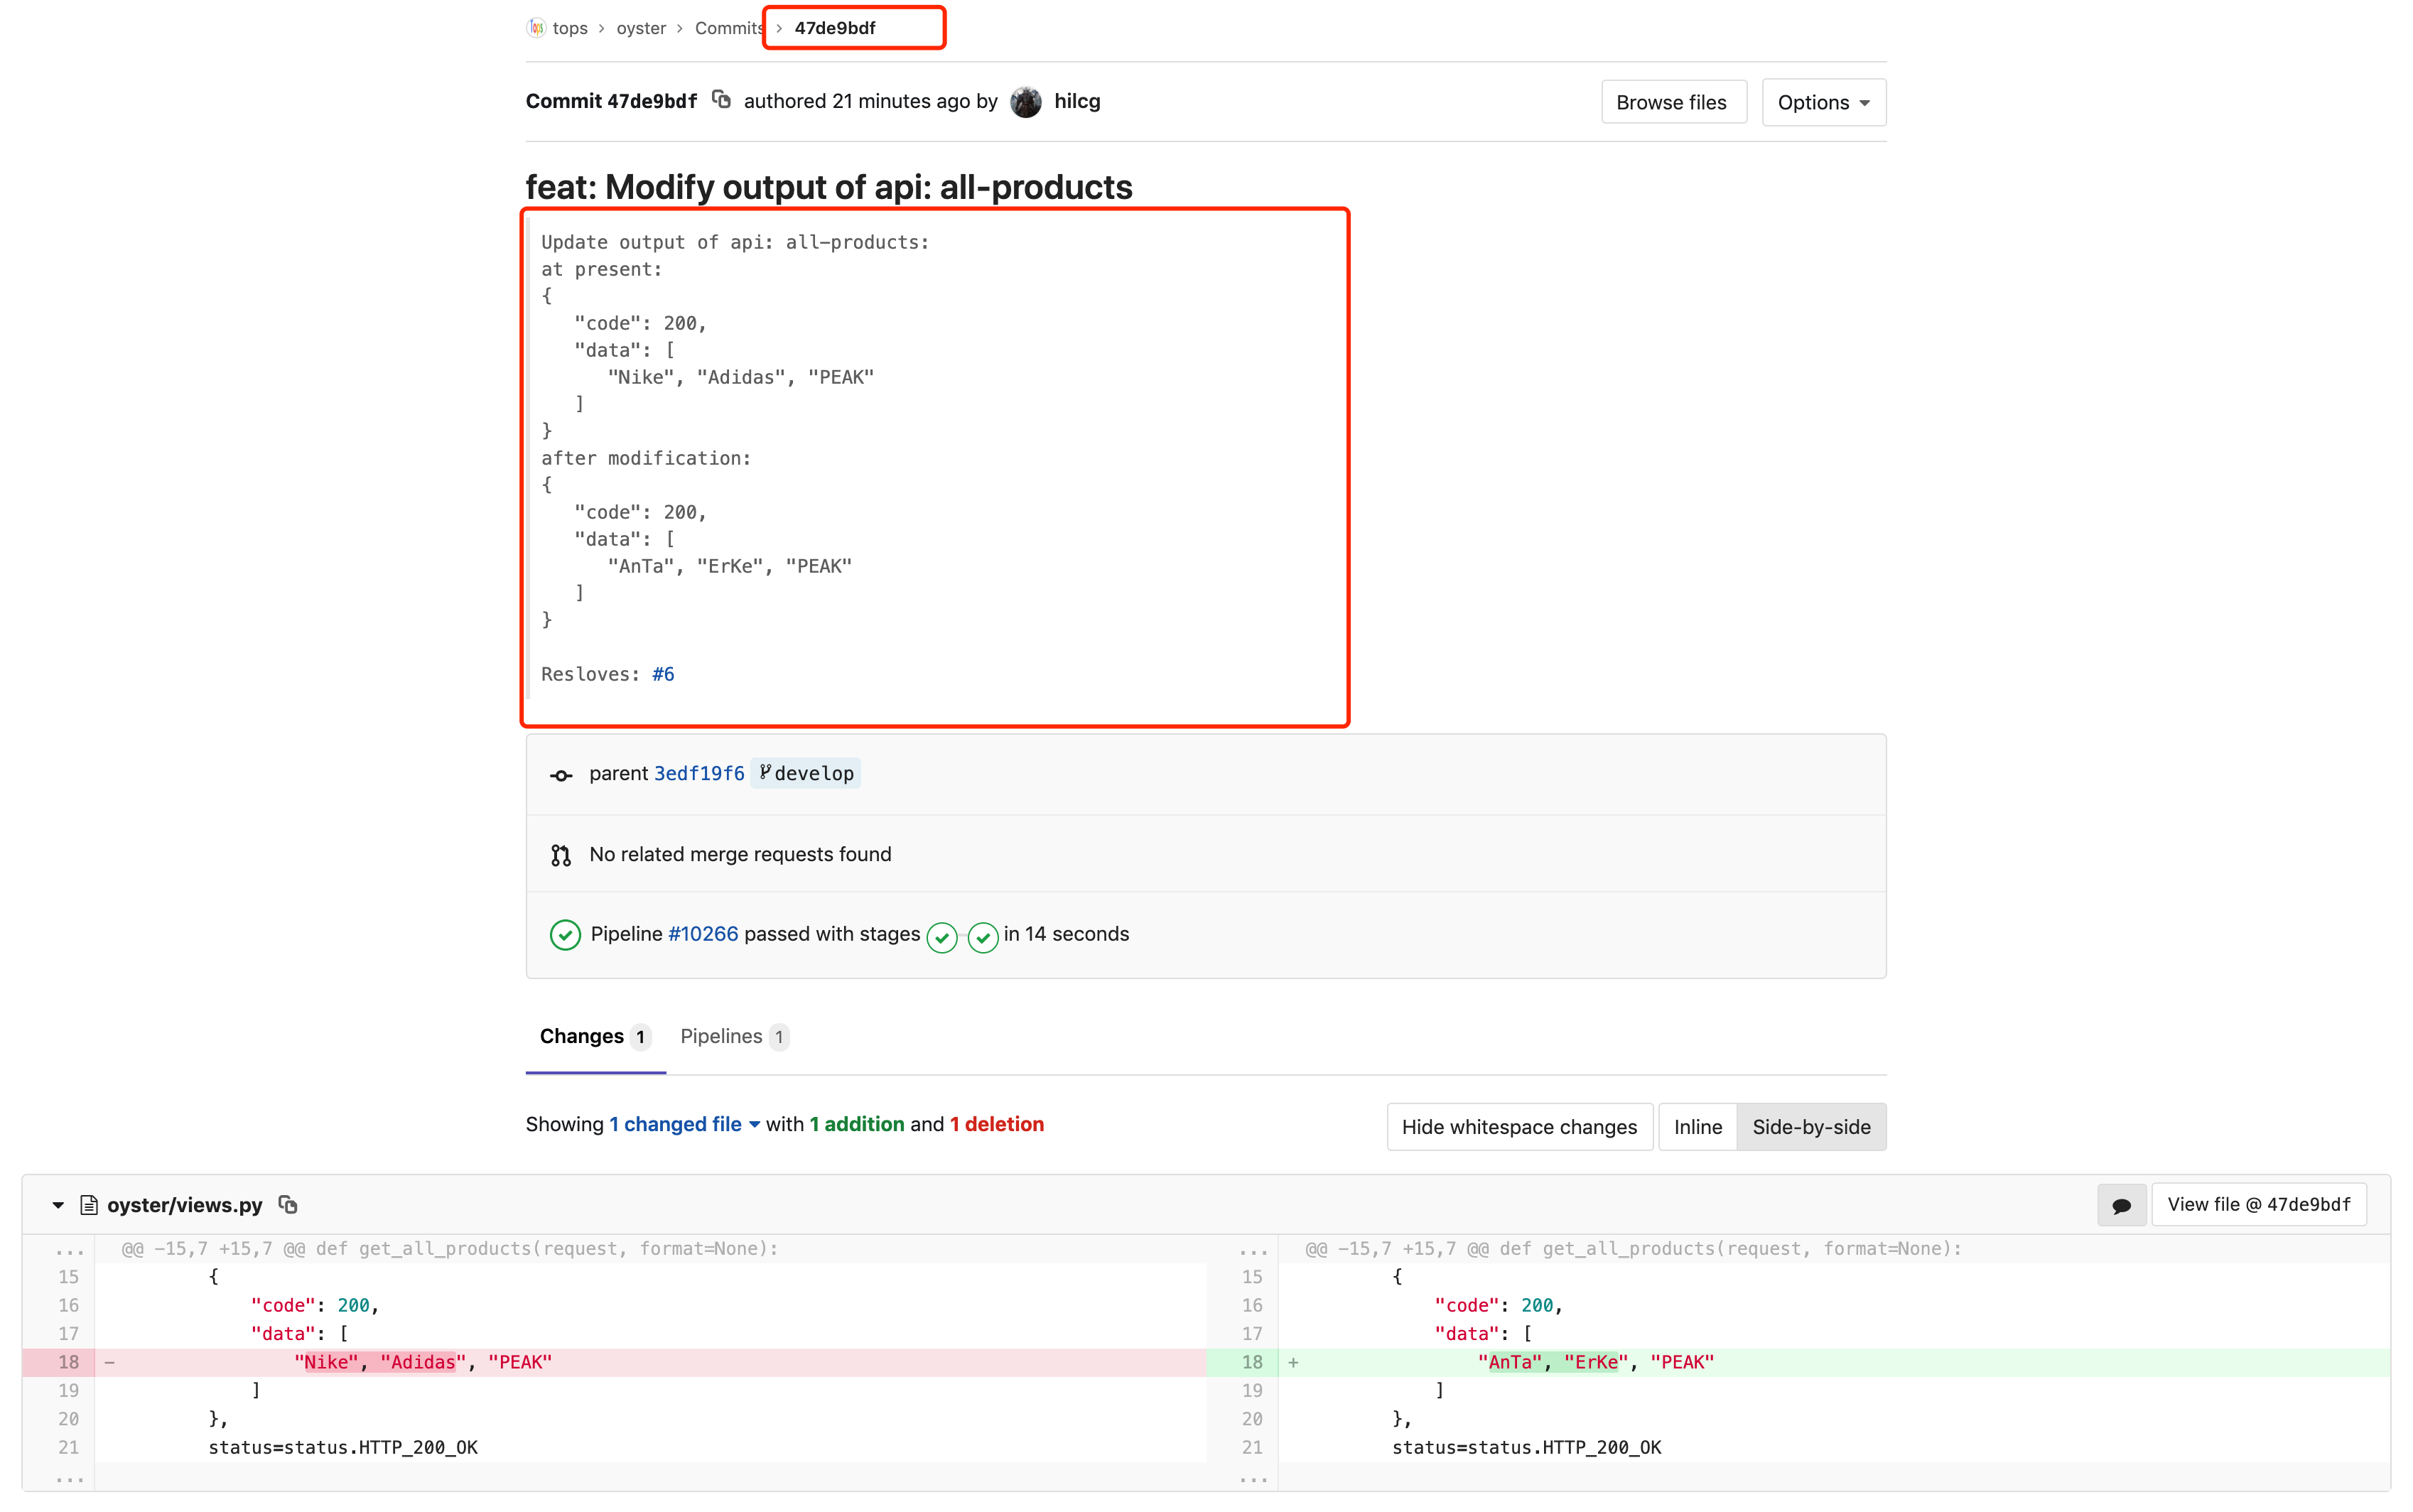 tops > oyster > Commits > 47de9bdf
Commit 47de9bdf authored 21 minutes ago by hilcg
Browse files
Options
feat: Modify output of api: all-products
Update output of api: all-products:
at present:
{
   "code": 200,
   "data": [
      "Nike", "Adidas", "PEAK"
   ]
}
after modification:
{
   "code": 200,
   "data": [
      "AnTa", "ErKe", "PEAK"
   ]
}
Resloves: #6
parent 3edf19f6 develop
No related merge requests found
Pipeline #10266 passed with stages in 14 seconds
Changes 1
Pipelines 1
Showing 1 changed file with 1 addition and 1 deletion
Hide whitespace changes
Inline
Side-by-side
oyster/views.py
View file @ 47de9bdf
... @@ -15,7 +15,7 @@ def get_all_products(request, format=None):
15 {
16 "code": 200,
17 "data": [
18 - "Nike", "Adidas", "PEAK"
19 ]
20 },
21 status=status.HTTP_200_OK
...
... @@ -15,7 +15,7 @@ def get_all_products(request, format=None):
15 {
16 "code": 200,
17 "data": [
18 + "AnTa", "ErKe", "PEAK"
19 ]
20 },
21 status=status.HTTP_200_OK
...